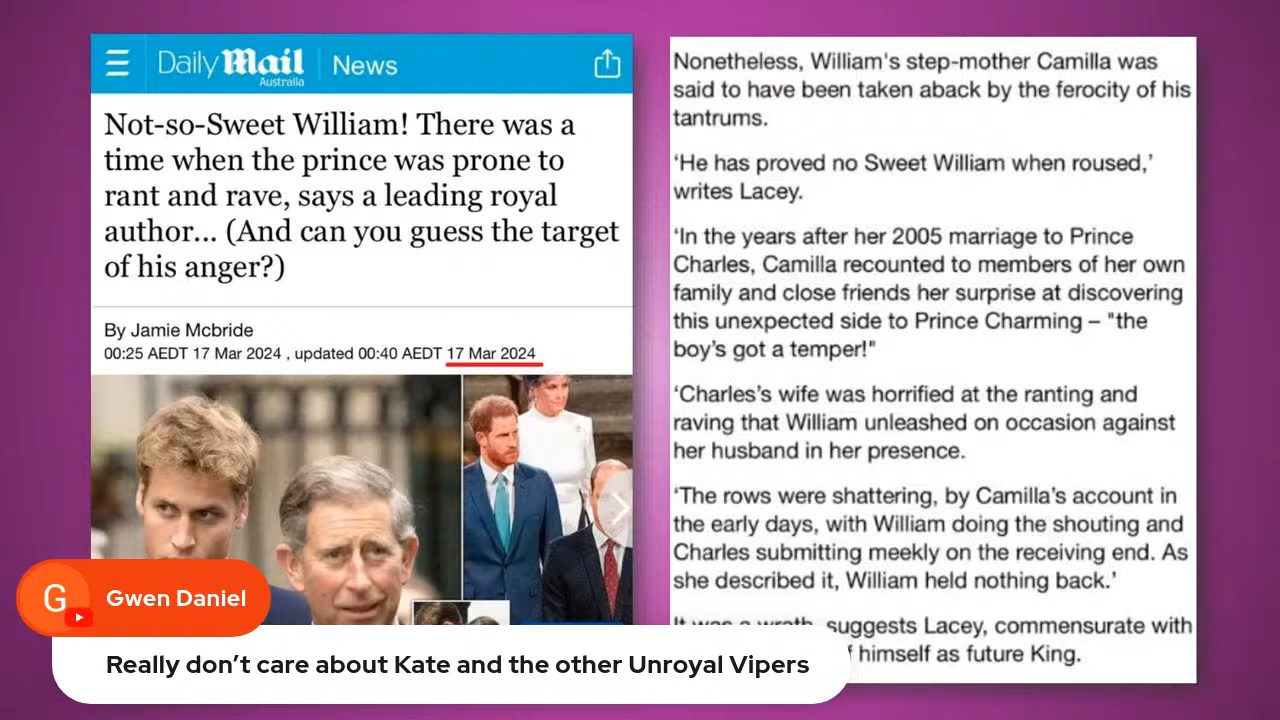 Daily Mail
Australia
News
Not-so-Sweet William! There was a
time when the prince was prone to
rant and rave, says a leading royal
author... (And can you guess the target
of his anger?)
By Jamie Mcbride
00:25 AEDT 17 Mar 2024 , updated 00:40 AEDT 17 Mar 2024
Nonetheless, William's step-mother Camilla was
said to have been taken aback by the ferocity of his
tantrums.
‘He has proved no Sweet William when roused,’
writes Lacey.
‘In the years after her 2005 marriage to Prince
Charles, Camilla recounted to members of her own
family and close friends her surprise at discovering
this unexpected side to Prince Charming – "the
boy’s got a temper!"
‘Charles’s wife was horrified at the ranting and
raving that William unleashed on occasion against
her husband in her presence.
‘The rows were shattering, by Camilla’s account in
the early days, with William doing the shouting and
Charles submitting meekly on the receiving end. As
she described it, William held nothing back.’
It was a wrath, suggests Lacey, commensurate with
himself as future King.
G
Gwen Daniel
Really don’t care about Kate and the other Unroyal Vipers